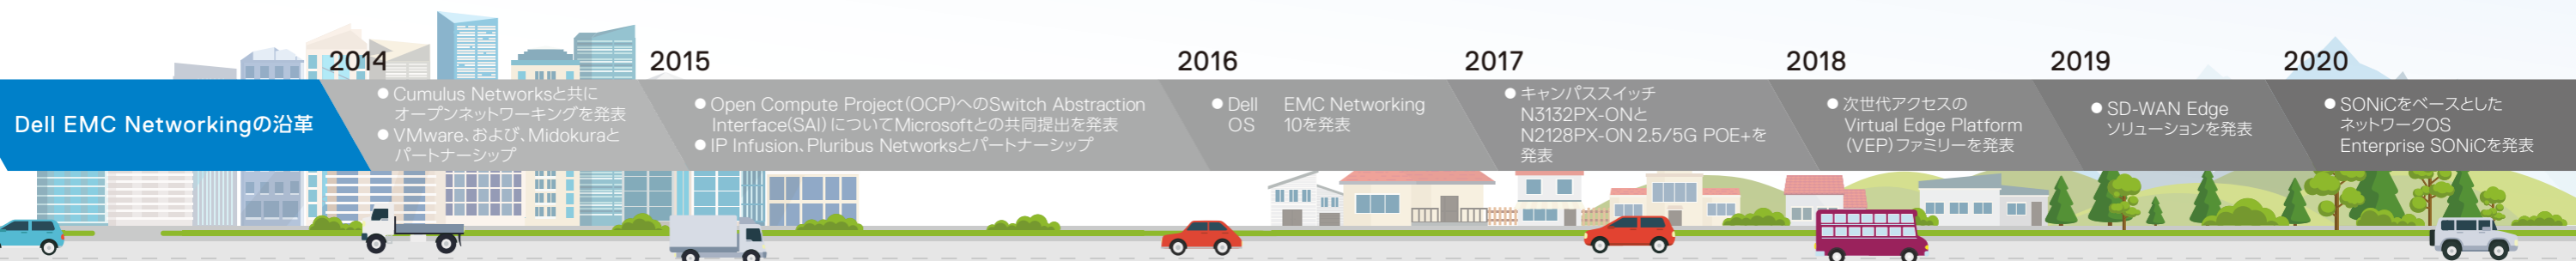 Dell EMC Networkingの沿革
2014
● Cumulus Networksと共に
オープンネットワーキングを発表
● VMware、および、Midokuraと
パートナーシップ
2015
● Open Compute Project(OCP)へのSwitch Abstraction
Interface(SAI)についてMicrosoftとの共同提出を発表
● IP Infusion、Pluribus Networksとパートナーシップ
2016
● Dell EMC Networking
OS 10を発表
2017
● キャンパススイッチ
N3132PX-ONと
N2128PX-ON 2.5/5G POE+を
発表
2018
● 次世代アクセスの
Virtual Edge Platform
(VEP)ファミリーを発表
2019
● SD-WAN Edge
ソリューションを発表
2020
● SONiCをベースとした
ネットワークOS
Enterprise SONiCを発表